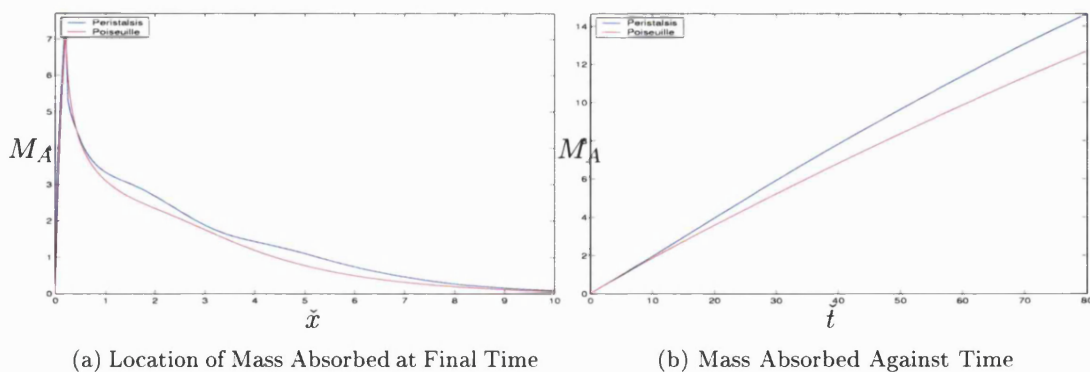 Peristalsis
Poiseuille
7
6
5
4
3
2
1
0
M_A
0 1 2 3 4 5 6 7 8 9 10
x̌
(a) Location of Mass Absorbed at Final Time
Peristalsis
Poiseuille
14
12
10
8
6
4
2
0
M_A
0 10 20 30 40 50 60 70 80
ť
(b) Mass Absorbed Against Time